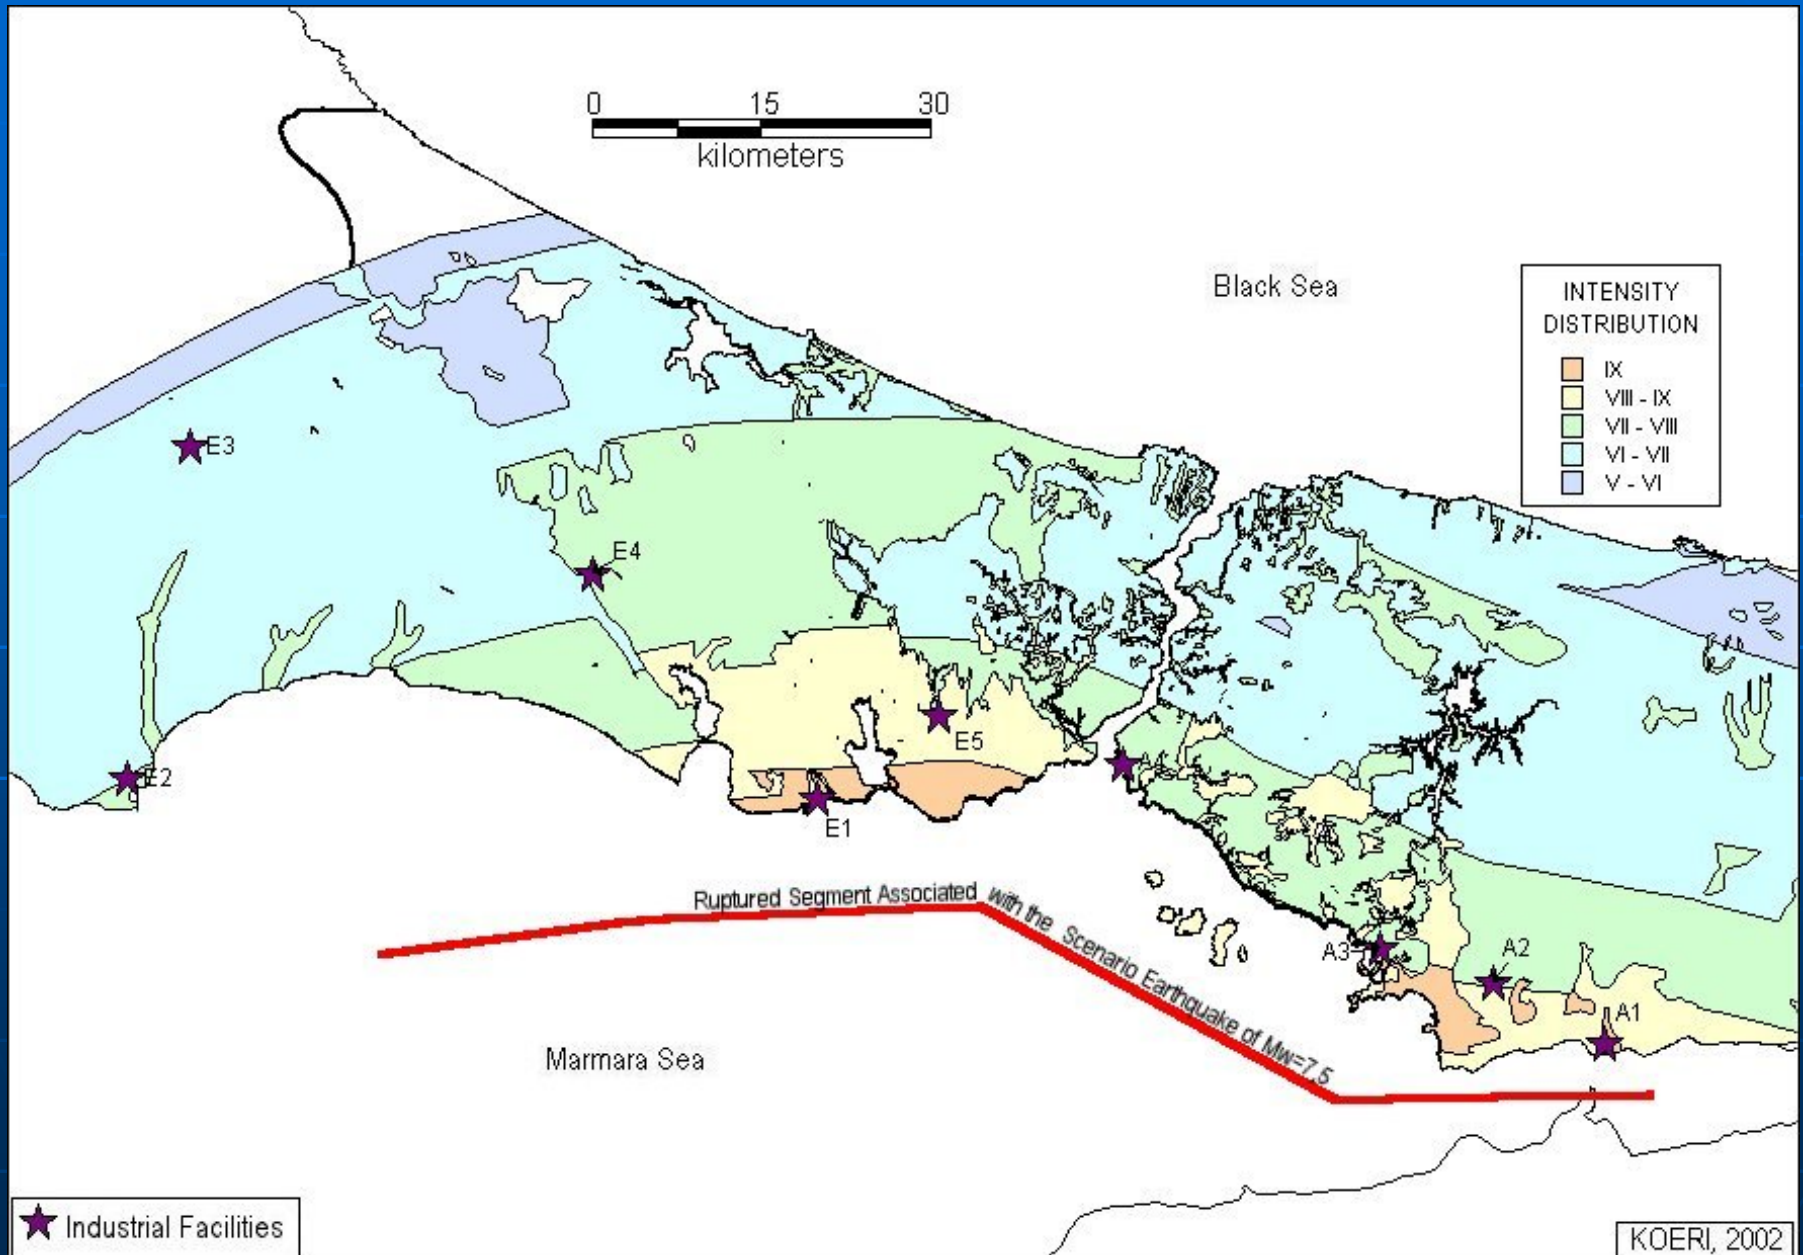 0 15 30
kilometers
Black Sea
INTENSITY
DISTRIBUTION
IX
VIII - IX
VII - VIII
VI - VII
V - VI
E3
E4
E5
E2
E1
Ruptured Segment Associated with the Scenario Earthquake of Mw=7.5
A3
A2
A1
Marmara Sea
Industrial Facilities
KOERI, 2002